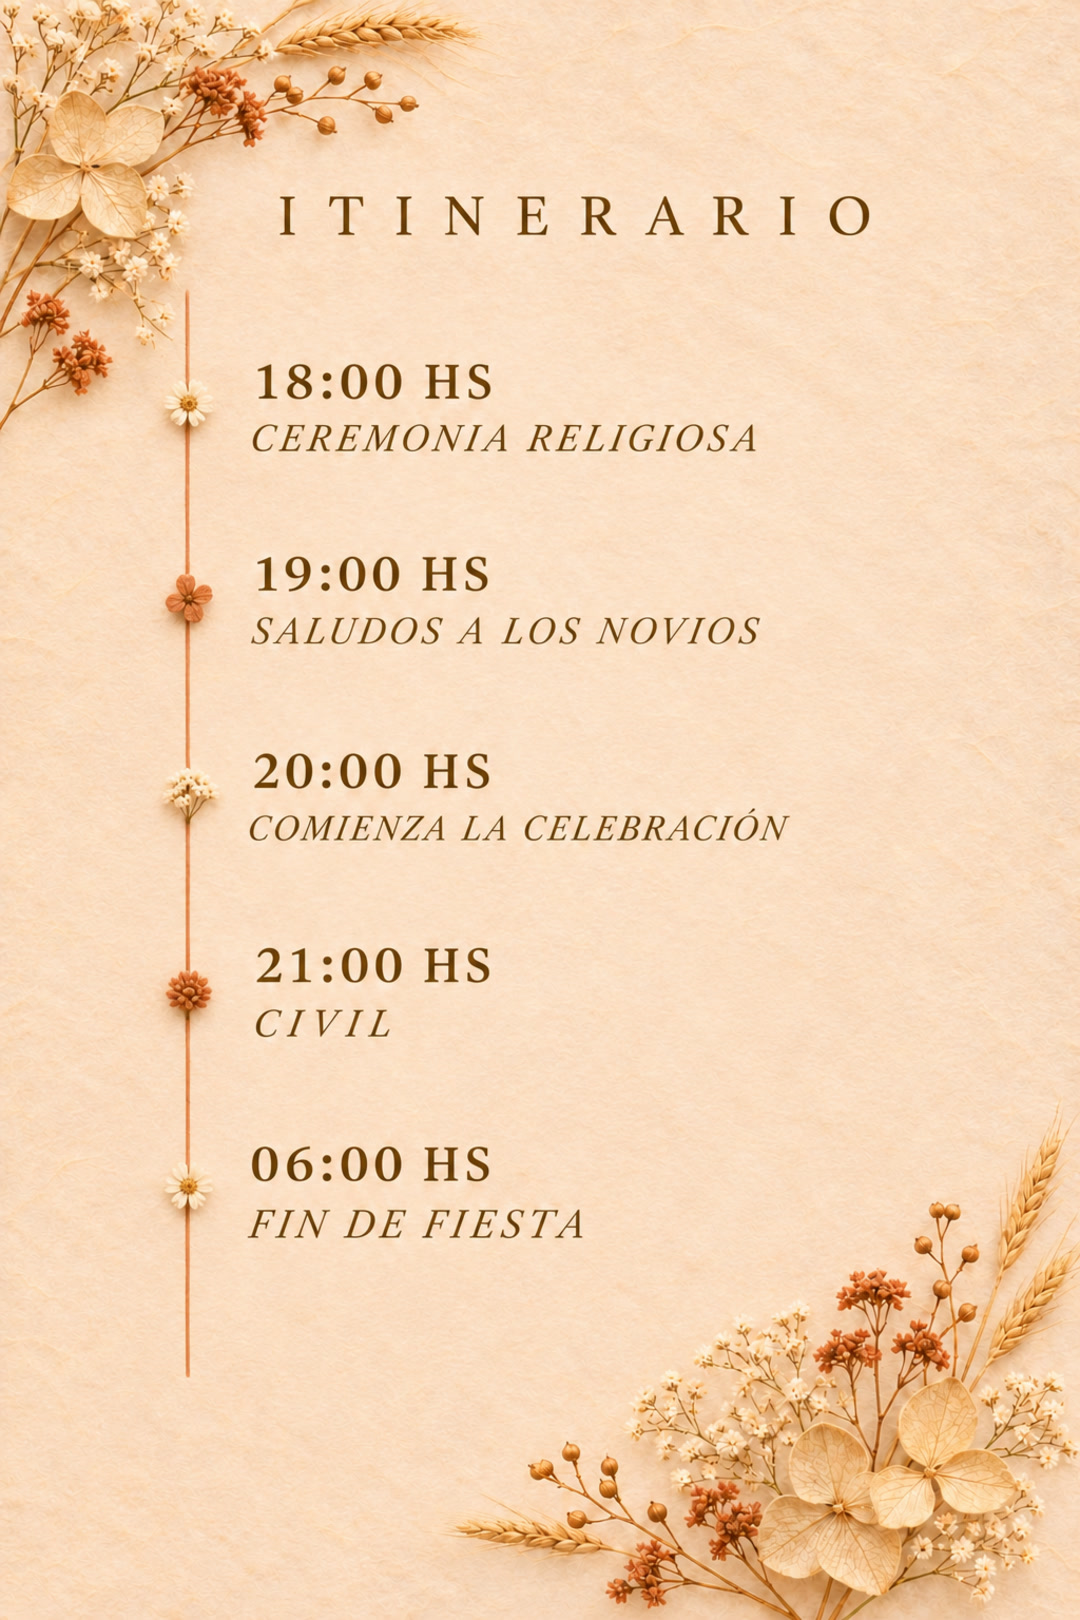 ITINERARIO
18:00 HS
CEREMONIA RELIGIOSA
19:00 HS
SALUDOS A LOS NOVIOS
20:00 HS
COMIENZA LA CELEBRACIÓN
21:00 HS
CIVIL
06:00 HS
FIN DE FIESTA